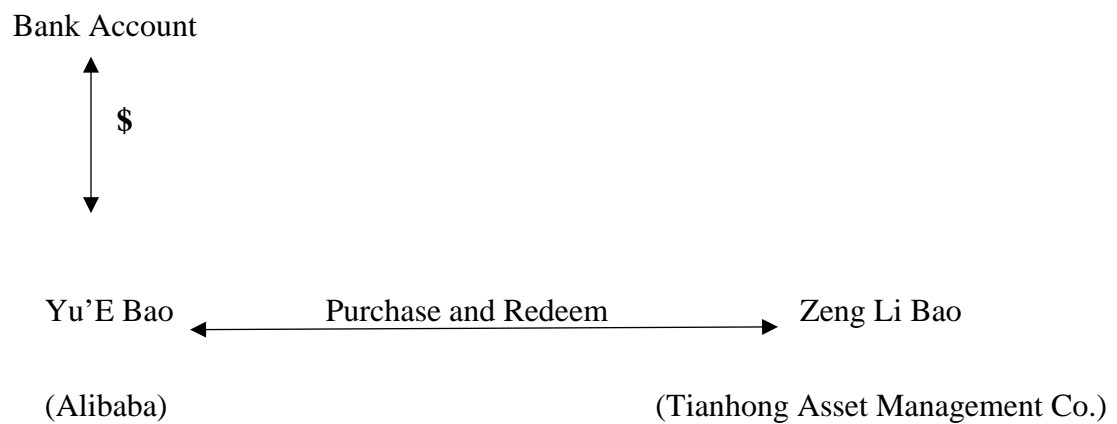 Bank Account
$
Yu’E Bao Purchase and Redeem Zeng Li Bao
(Alibaba) (Tianhong Asset Management Co.)